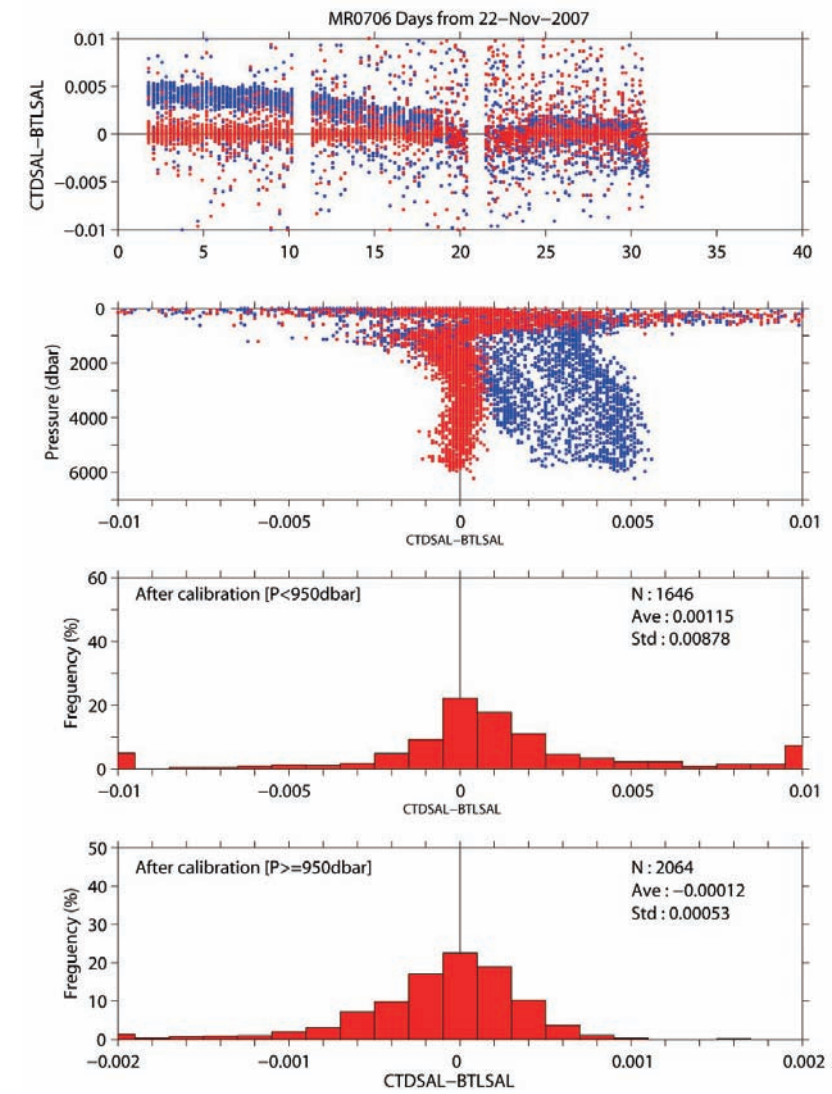 MR0706 Days from 22−Nov−2007
CTDSAL−BTLSAL
0.01
0.005
0
−0.005
−0.01
0 5 10 15 20 25 30 35 40
Pressure (dbar)
0
2000
4000
6000
−0.01 −0.005 0 0.005 0.01
CTDSAL−BTLSAL
After calibration [P<950dbar]
N : 1646
Ave : 0.00115
Std : 0.00878
Freguency (%)
60
40
20
0
−0.01 −0.005 0 0.005 0.01
CTDSAL−BTLSAL
After calibration [P>=950dbar]
N : 2064
Ave : −0.00012
Std : 0.00053
Freguency (%)
50
40
30
20
10
0
−0.002 −0.001 0 0.001 0.002
CTDSAL−BTLSAL